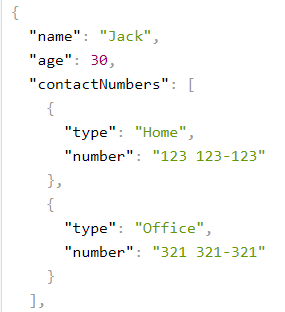 {
  "name": "Jack",
  "age": 30,
  "contactNumbers": [
    {
      "type": "Home",
      "number": "123 123-123"
    },
    {
      "type": "Office",
      "number": "321 321-321"
    }
  ],